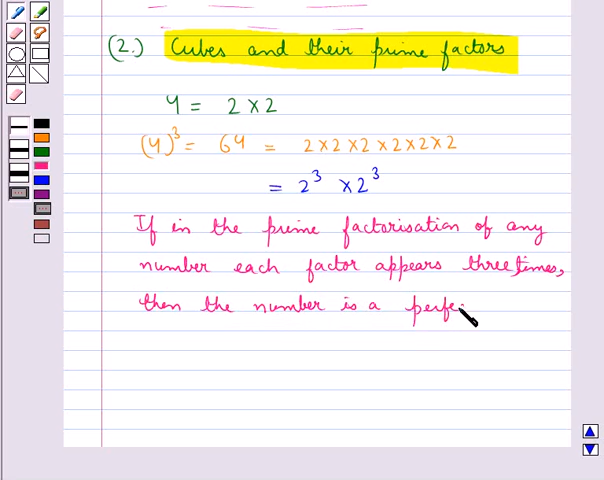 (2.) Cubes and their prime factors
4 = 2 × 2
(4)³ = 64 = 2 × 2 × 2 × 2 × 2 × 2
= 2³ × 2³
If in the prime factorisation of any
number each factor appears three times,
then the number is a perfe